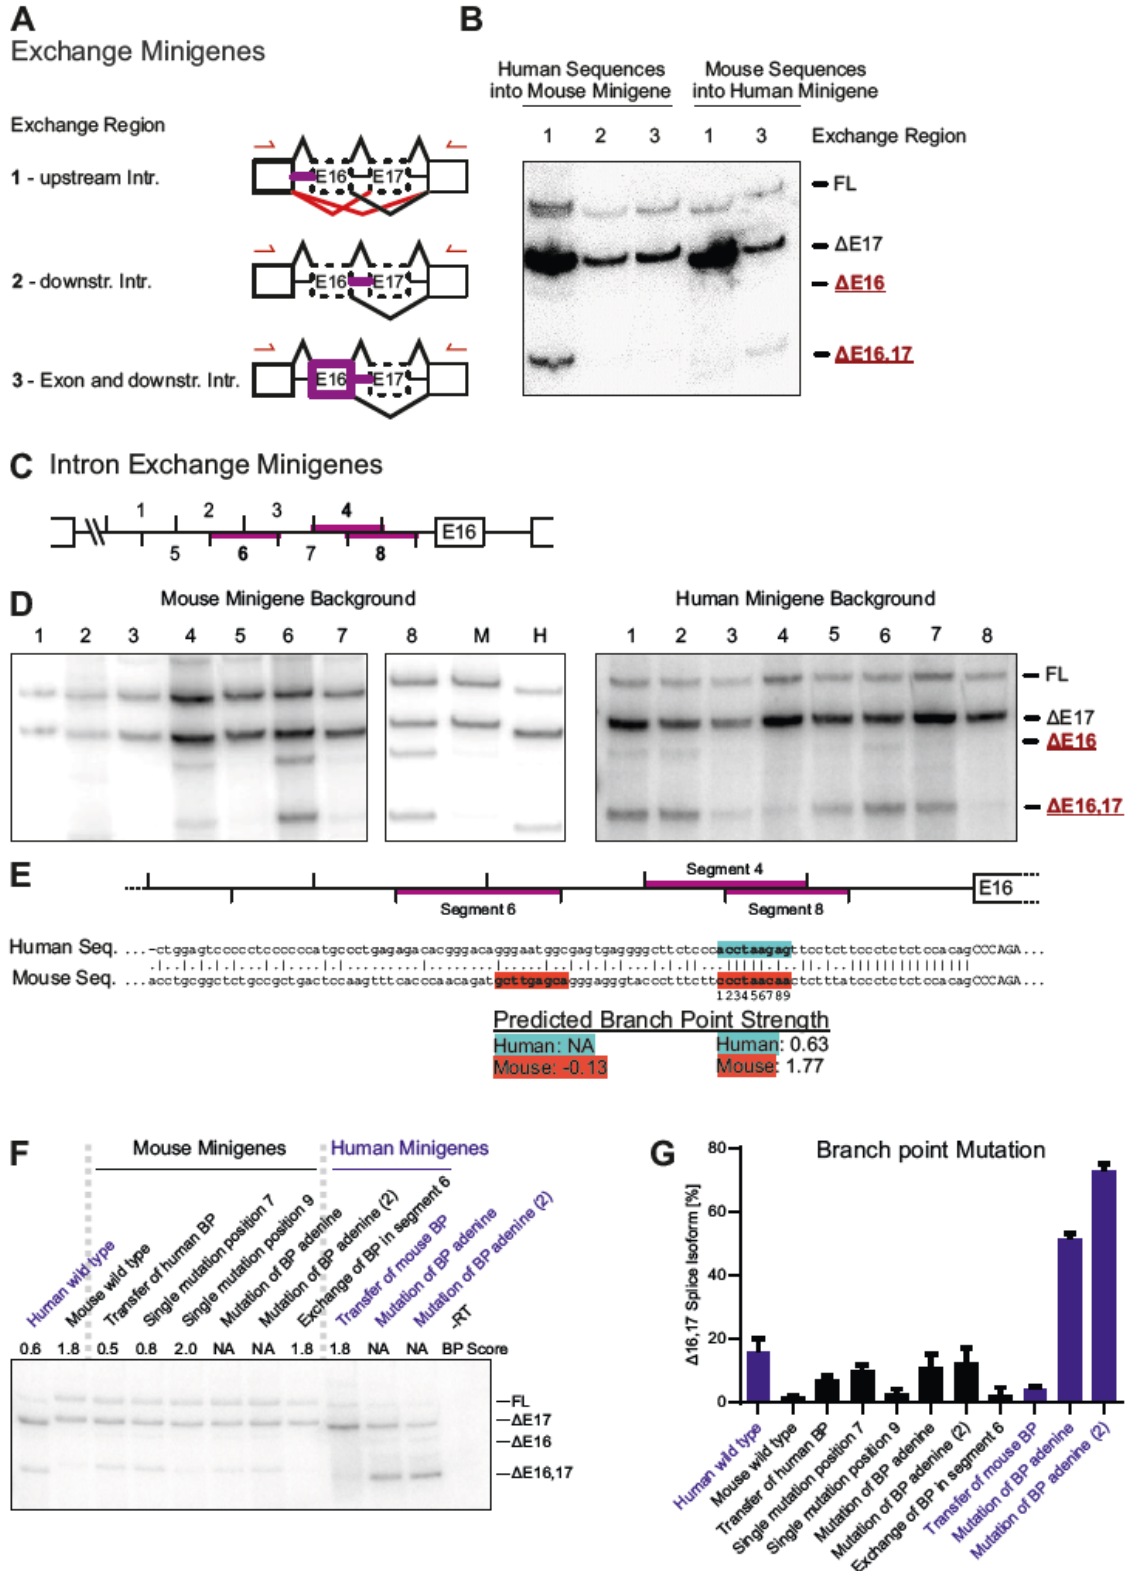 A
Exchange Minigenes
Exchange Region
1 - upstream Intr.
E16 E17
2 - downstr. Intr.
E16 E17
3 - Exon and downstr. Intr.
E16 E17
B
Human Sequences into Mouse Minigene
Mouse Sequences into Human Minigene
1 2 3 1 3 Exchange Region
FL
ΔE17
ΔE16
ΔE16,17
C Intron Exchange Minigenes
1 2 3 4
E16
5 6 7 8
D Mouse Minigene Background Human Minigene Background
1 2 3 4 5 6 7 8 M H 1 2 3 4 5 6 7 8
FL
ΔE17
ΔE16
ΔE16,17
E
Segment 4
E16
Segment 6 Segment 8
Human Seq. ...-ctggagtcccccctccccccatgccctgagagacacgggacagggaatggcgagtgaggggcttctcccacctaagagttcctcttccctctctccacagCCCAGA...
Mouse Seq. ...acctgcggctctgccgctgactccaagtttcacccaacagatgcttgagcagggagggtaccctttcttccctaacaactctttatccctctctccacagCCCAGA...
123456789
Predicted Branch Point Strength
Human: NA Human: 0.63
Mouse: -0.13 Mouse: 1.77
F
Mouse Minigenes Human Minigenes
Human wild type
Mouse wild type
Transfer of human BP
Single mutation position 7
Single mutation position 9
Mutation of BP adenine
Mutation of BP adenine (2)
Exchange of BP in segment 6
Transfer of mouse BP
Mutation of BP adenine
Mutation of BP adenine (2)
-RT
0.6 1.8 0.5 0.8 2.0 NA NA 1.8 1.8 NA NA BP Score
FL
ΔE17
ΔE16
ΔE16,17
G
Branch point Mutation
Δ16,17 Splice Isoform [%]
80
60
40
20
0
Human wild type
Mouse wild type
Transfer of human BP
Single mutation position 7
Single mutation position 9
Mutation of BP adenine
Mutation of BP adenine (2)
Exchange of BP in segment 6
Transfer of mouse BP
Mutation of BP adenine
Mutation of BP adenine (2)